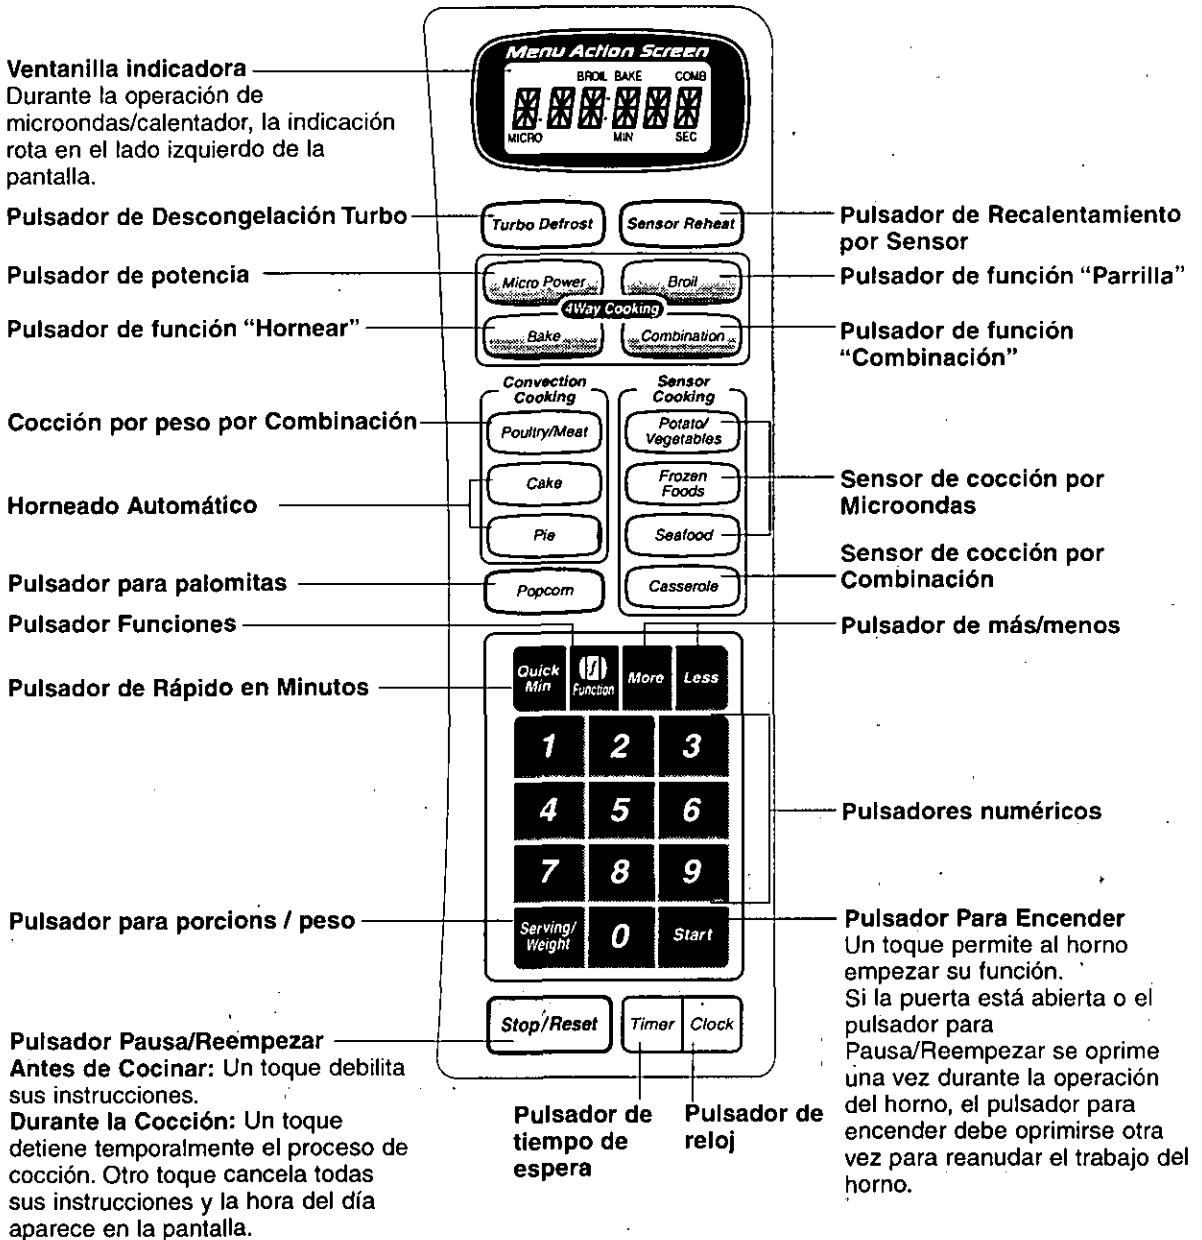 Menu Action Screen
BROIL BAKE COMB
MICRO MIN SEC
Ventanilla indicadora
Durante la operación de
microondas/calentador, la indicación
rota en el lado izquierdo de la
pantalla.
Pulsador de Descongelación Turbo
Turbo Defrost
Sensor Reheat
Pulsador de Recalentamiento
por Sensor
Pulsador de potencia
Micro Power
Broil
Pulsador de función “Parrilla”
4Way Cooking
Pulsador de función “Hornear”
Bake
Combination
Pulsador de función
“Combinación”
Convection
Cooking
Sensor
Cooking
Cocción por peso por Combinación
Poultry/Meat
Potato/
Vegetables
Horneado Automático
Cake
Pie
Frozen
Foods
Seafood
Sensor de cocción por
Microondas
Pulsador para palomitas
Popcorn
Casserole
Sensor de cocción por
Combinación
Pulsador Funciones
Pulsador de más/menos
Pulsador de Rápido en Minutos
Quick
Min
Function
More
Less
1 2 3
4 5 6
7 8 9
Pulsadores numéricos
Pulsador para porcions / peso
Serving/
Weight
0
Start
Pulsador Para Encender
Un toque permite al horno
empezar su función.
Si la puerta está abierta o el
pulsador para
Pausa/Reempezar se oprime
una vez durante la operación
del horno, el pulsador para
encender debe oprimirse otra
vez para reanudar el trabajo del
horno.
Stop/Reset
Timer
Clock
Pulsador Pausa/Reempezar
Antes de Cocinar: Un toque debilita
sus instrucciones.
Durante la Cocción: Un toque
detiene temporalmente el proceso de
cocción. Otro toque cancela todas
sus instrucciones y la hora del día
aparece en la pantalla.
Pulsador de
tiempo de
espera
Pulsador de
reloj